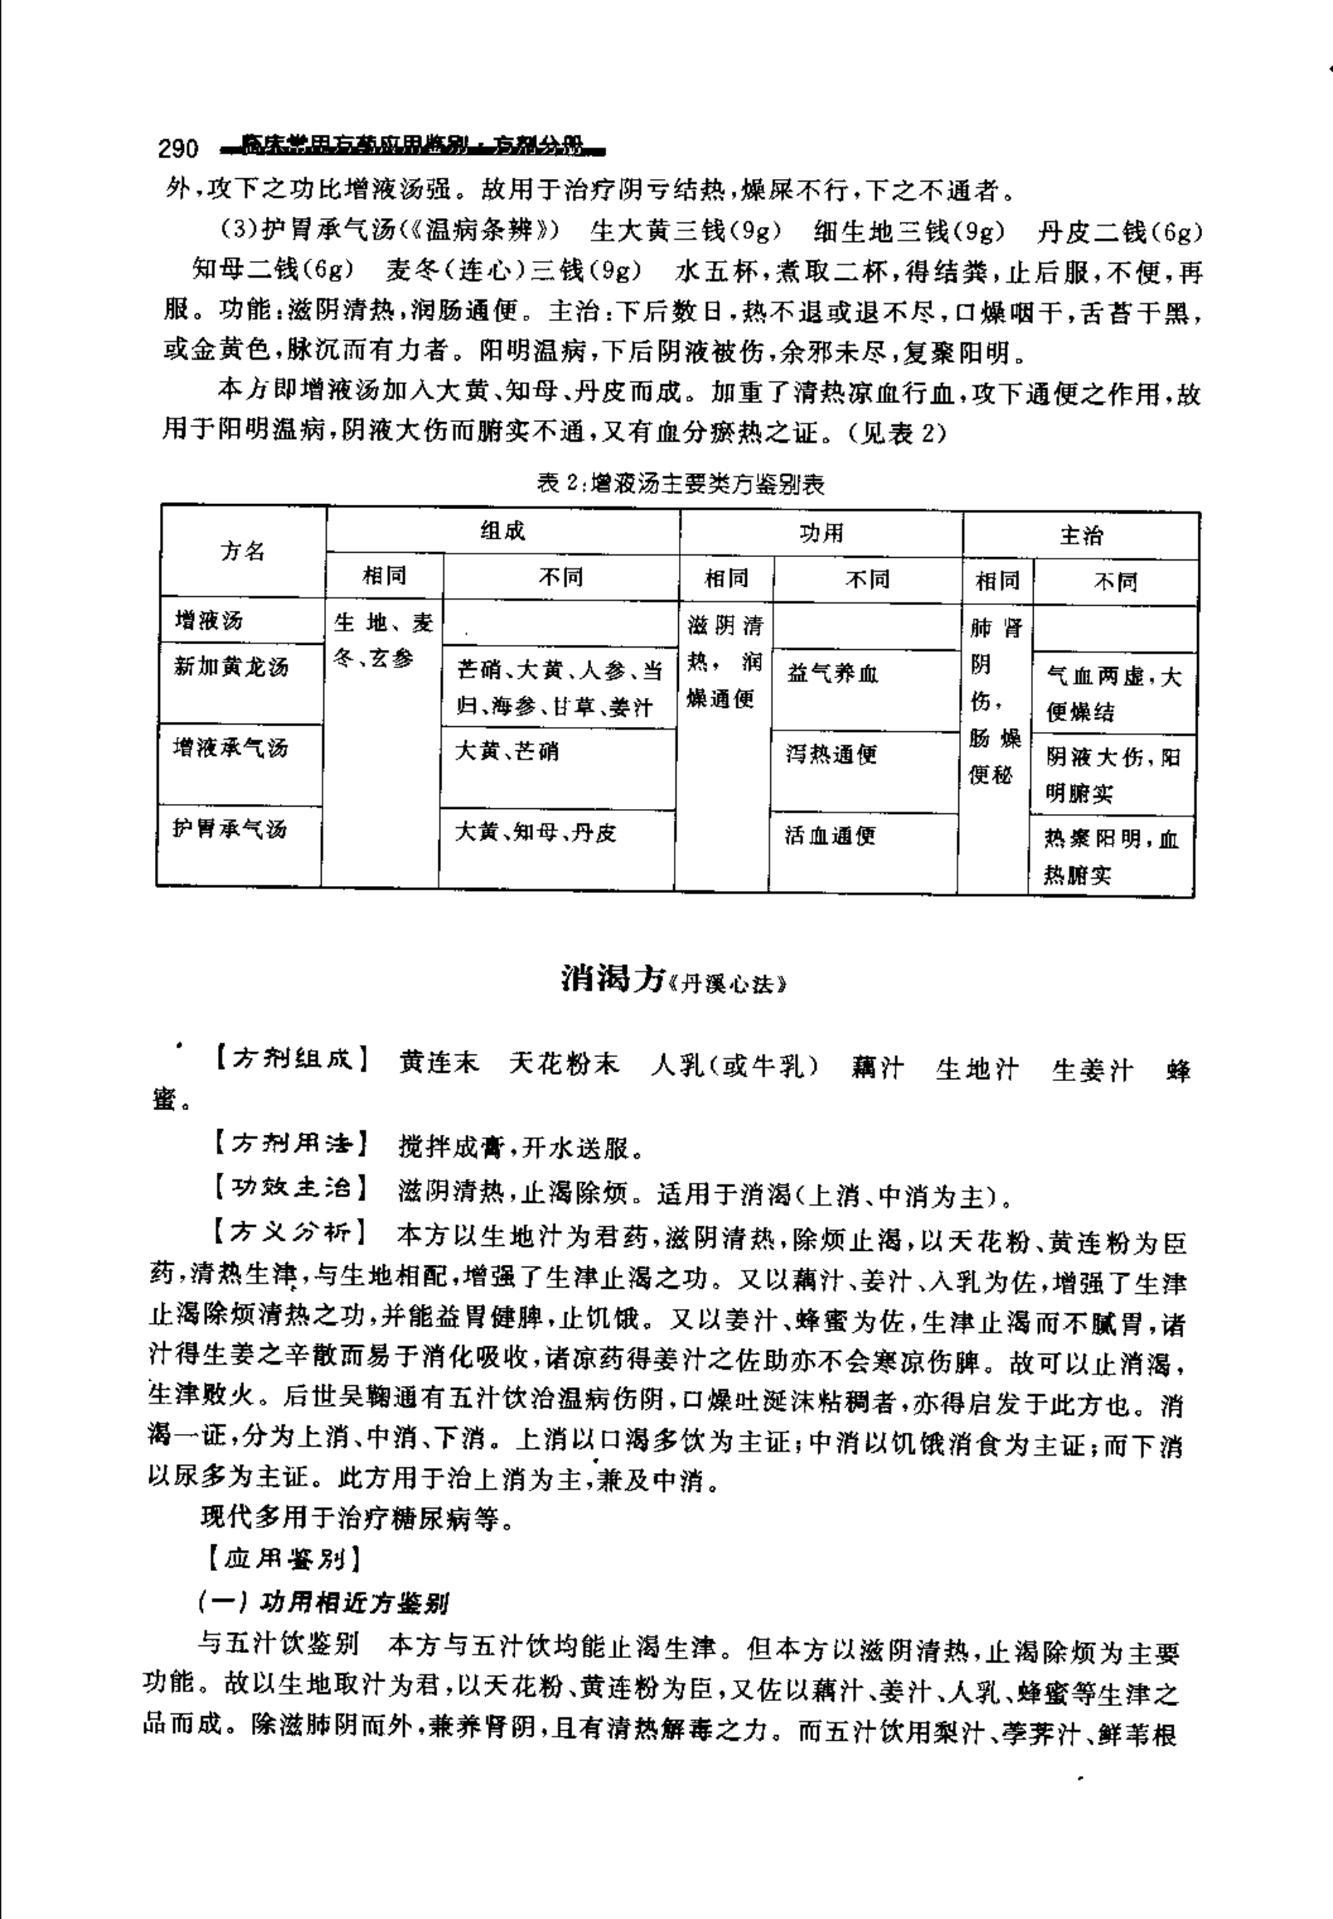 290 临床常用方药应用鉴别·方剂分册
外,攻下之功比增液汤强。故用于治疗阴亏结热,燥屎不行,下之不通者。
(3)护胃承气汤(《温病条辨》) 生大黄三钱(9g) 细生地三钱(9g) 丹皮二钱(6g)
知母二钱(6g) 麦冬(连心)三钱(9g) 水五杯,煮取二杯,得结粪,止后服,不便,再
服。功能:滋阴清热,润肠通便。主治:下后数日,热不退或退不尽,口燥咽干,舌苔干黑,
或金黄色,脉沉而有力者。阳明温病,下后阴液被伤,余邪未尽,复聚阳明。
本方即增液汤加入大黄、知母、丹皮而成。加重了清热凉血行血,攻下通便之作用,故
用于阳明温病,阴液大伤而腑实不通,又有血分瘀热之证。(见表2)
表2:增液汤主要类方鉴别表
方名 组成 功用 主治
相同 不同 相同 不同 相同 不同
增液汤 生地、麦冬、玄参 滋阴清热,润燥通便 肺肾阴伤,肠燥便秘
新加黄龙汤 芒硝、大黄、人参、当归、海参、甘草、姜汁 益气养血 气血两虚,大便燥结
增液承气汤 大黄、芒硝 泻热通便 阴液大伤,阳明腑实
护胃承气汤 大黄、知母、丹皮 活血通便 热聚阳明,血热腑实
消渴方《丹溪心法》
【方剂组成】 黄连末 天花粉末 人乳(或牛乳) 藕汁 生地汁 生姜汁 蜂
蜜。
【方剂用法】 搅拌成膏,开水送服。
【功效主治】 滋阴清热,止渴除烦。适用于消渴(上消、中消为主)。
【方义分析】 本方以生地汁为君药,滋阴清热,除烦止渴,以天花粉、黄连粉为臣
药,清热生津,与生地相配,增强了生津止渴之功。又以藕汁、姜汁、人乳为佐,增强了生津
止渴除烦清热之功,并能益胃健脾,止饥饿。又以姜汁、蜂蜜为佐,生津止渴而不腻胃,诸
汁得生姜之辛散而易于消化吸收,诸凉药得姜汁之佐助亦不会寒凉伤脾。故可以止消渴,
生津败火。后世吴鞠通有五汁饮治温病伤阴,口燥吐涎沫粘稠者,亦得启发于此方也。消
渴一证,分为上消、中消、下消。上消以口渴多饮为主证;中消以饥饿消食为主证;而下消
以尿多为主证。此方用于治上消为主,兼及中消。
现代多用于治疗糖尿病等。
【应用鉴别】
(一)功用相近方鉴别
与五汁饮鉴别 本方与五汁饮均能止渴生津。但本方以滋阴清热,止渴除烦为主要
功能。故以生地取汁为君,以天花粉、黄连粉为臣,又佐以藕汁、姜汁、人乳、蜂蜜等生津之
品而成。除滋肺阴而外,兼养肾阴,且有清热解毒之力。而五汁饮用梨汁、荸荠汁、鲜苇根